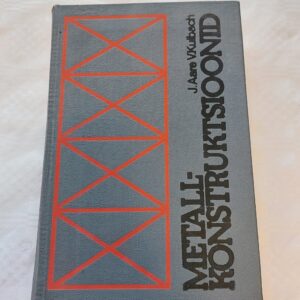 J.Aare V.Kulbach
METALL-
KONSTRUKTSIOONID